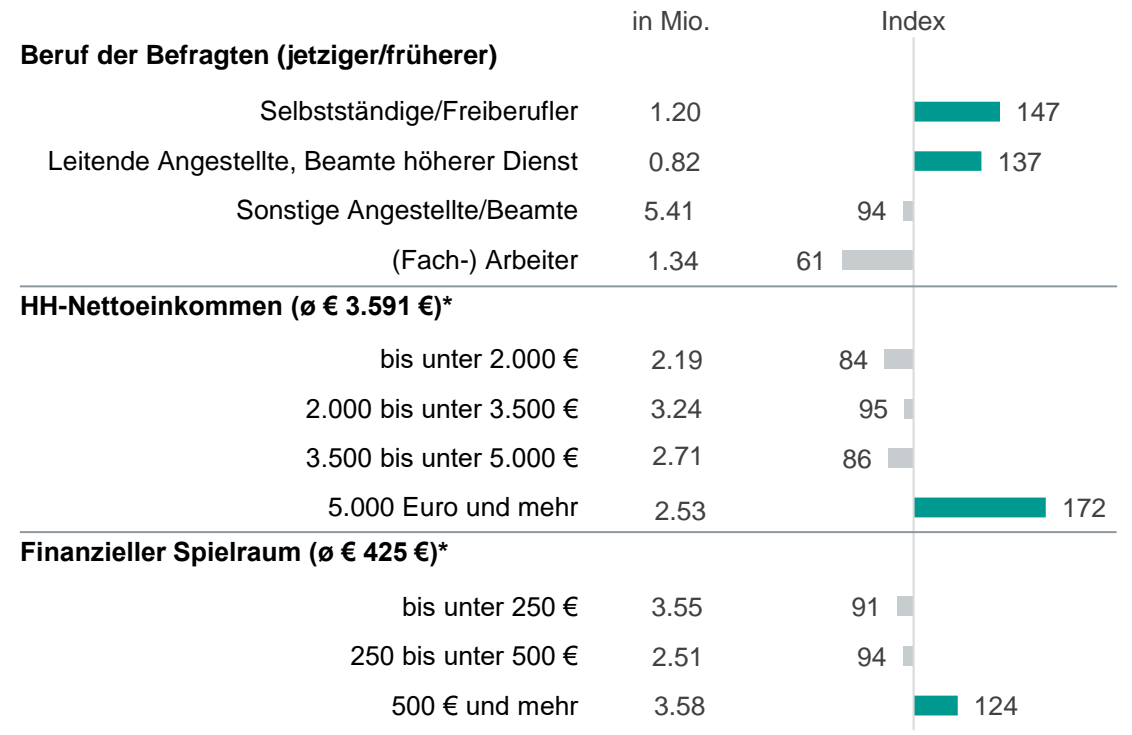 in Mio. Index
Beruf der Befragten (jetziger/früherer)
Selbstständige/Freiberufler 1.20 147
Leitende Angestellte, Beamte höherer Dienst 0.82 137
Sonstige Angestellte/Beamte 5.41 94
(Fach-) Arbeiter 1.34 61
HH-Nettoeinkommen (ø € 3.591 €)*
bis unter 2.000 € 2.19 84
2.000 bis unter 3.500 € 3.24 95
3.500 bis unter 5.000 € 2.71 86
5.000 Euro und mehr 2.53 172
Finanzieller Spielraum (ø € 425 €)*
bis unter 250 € 3.55 91
250 bis unter 500 € 2.51 94
500 € und mehr 3.58 124